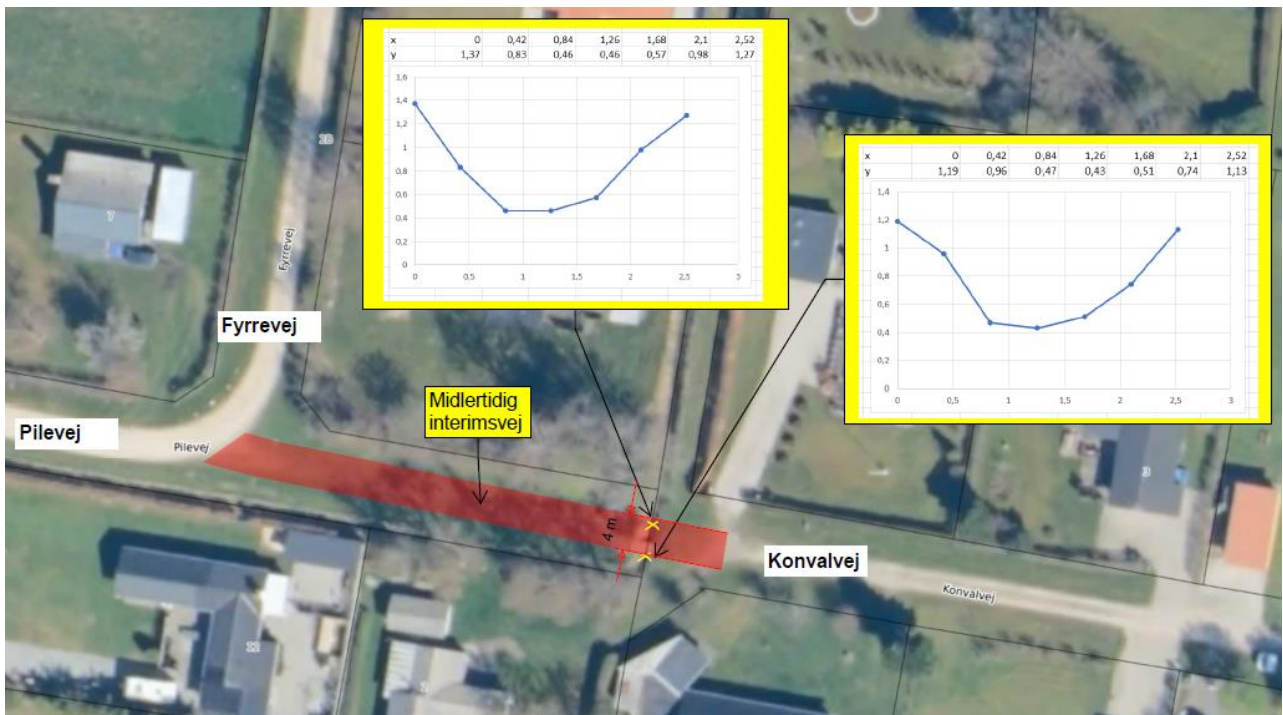 x 0 0,42 0,84 1,26 1,68 2,1 2,52
y 1,37 0,83 0,46 0,46 0,57 0,98 1,27
1,6
1,4
1,2
1
0,8
0,6
0,4
0,2
0
0 0,5 1 1,5 2 2,5 3
x 0 0,42 0,84 1,26 1,68 2,1 2,52
y 1,19 0,96 0,47 0,43 0,51 0,74 1,13
1,4
1,2
1
0,8
0,6
0,4
0,2
0
0 0,5 1 1,5 2 2,5 3
7
Fyrrevej
Fyrrevej
Midlertidig
interimsvej
Pilevej
Pilevej
4 m
Konvalvej
Konvalvej
3